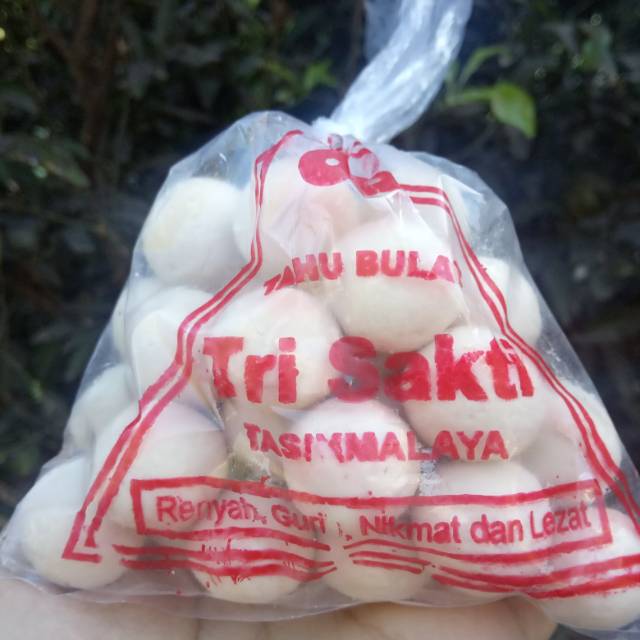 TAHU BULAT
Tri Sakti
TASIKMALAYA
Renyah, Gurih, Nikmat dan Lezat